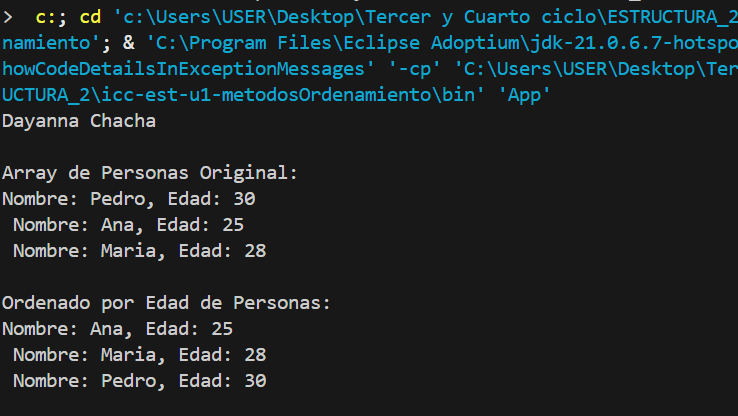 > c:; cd 'c:\Users\USER\Desktop\Tercer y Cuarto ciclo\ESTRUCTURA_2
namiento'; & 'C:\Program Files\Eclipse Adoptium\jdk-21.0.6.7-hotspo
howCodeDetailsInExceptionMessages' '-cp' 'C:\Users\USER\Desktop\Ter
UCTURA_2\icc-est-u1-metodosOrdenamiento\bin' 'App'
Dayanna Chacha
Array de Personas Original:
Nombre: Pedro, Edad: 30
Nombre: Ana, Edad: 25
Nombre: Maria, Edad: 28
Ordenado por Edad de Personas:
Nombre: Ana, Edad: 25
Nombre: Maria, Edad: 28
Nombre: Pedro, Edad: 30